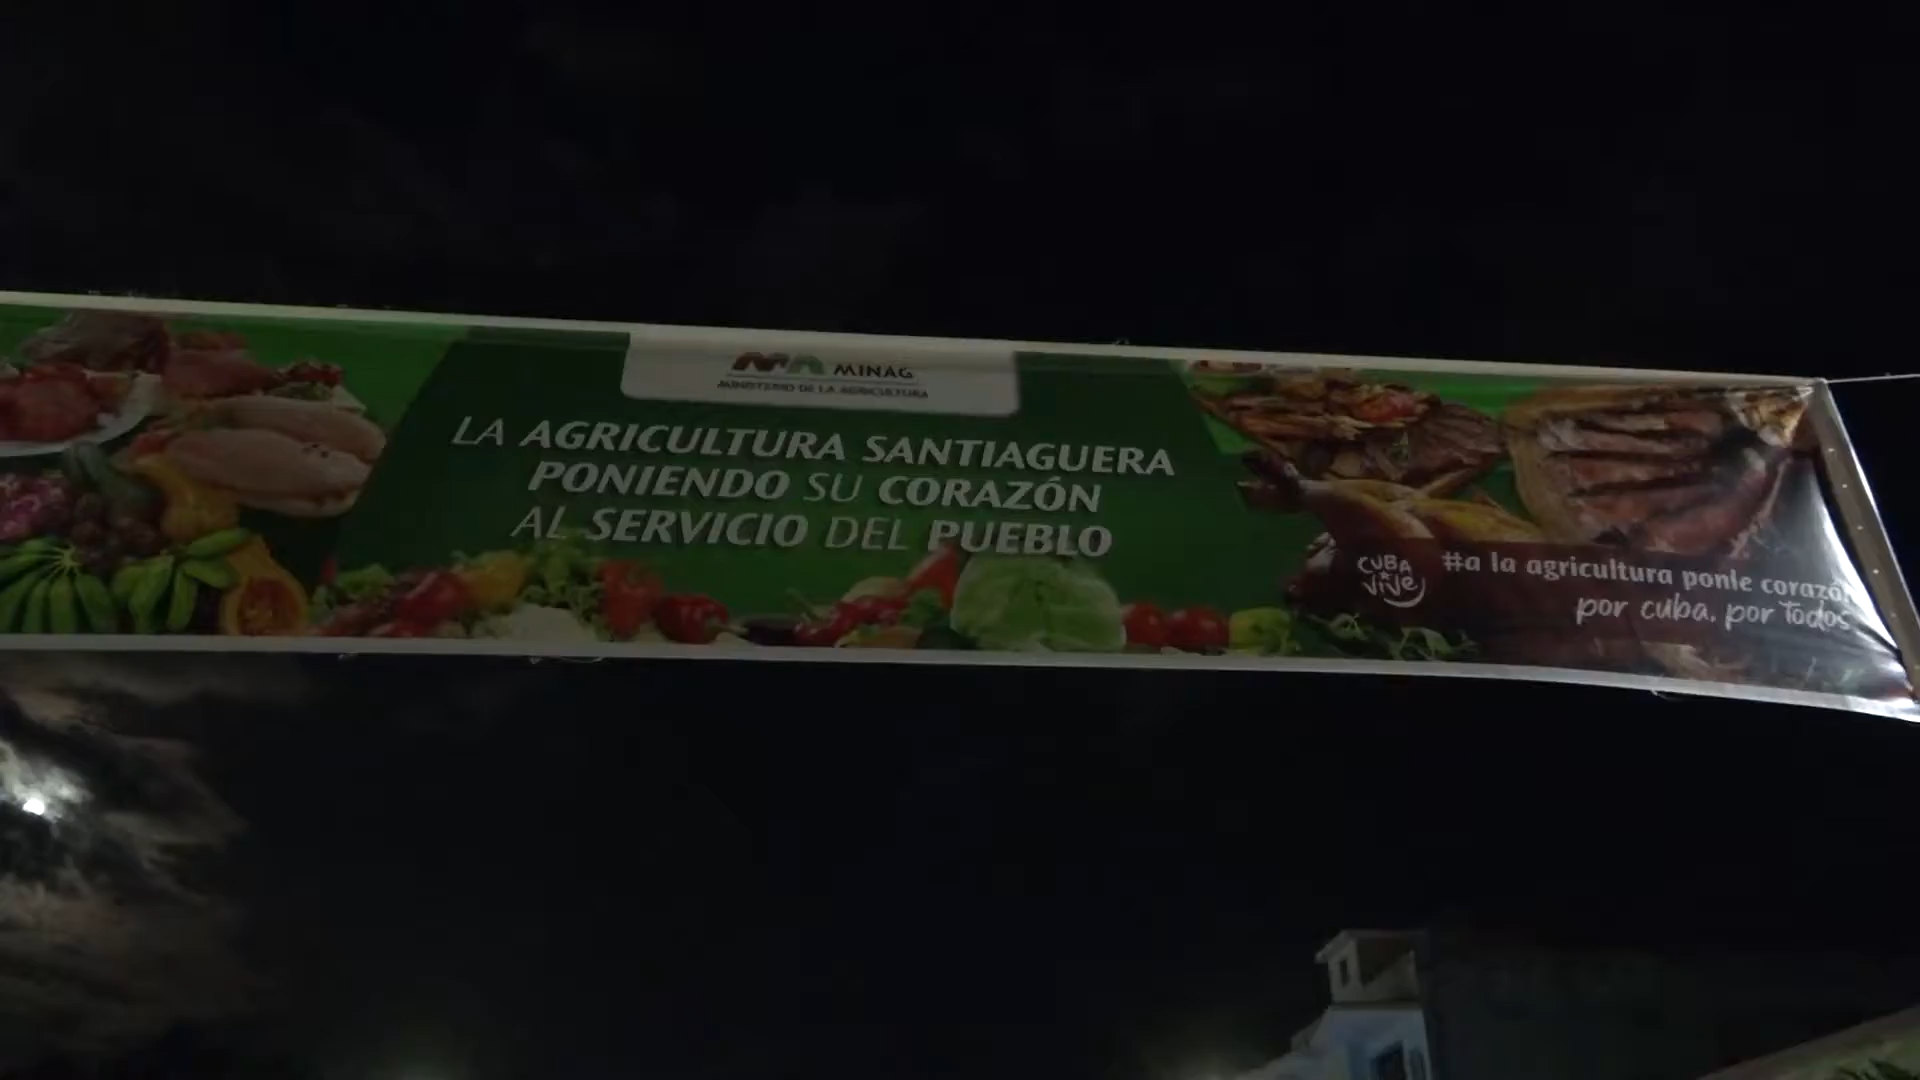 MINAG
MINISTERIO DE LA AGRICULTURA
LA AGRICULTURA SANTIAGUERA
PONIENDO SU CORAZÓN
AL SERVICIO DEL PUEBLO
CUBA
ViVe
#a la agricultura ponle corazón
por cuba, por Todos